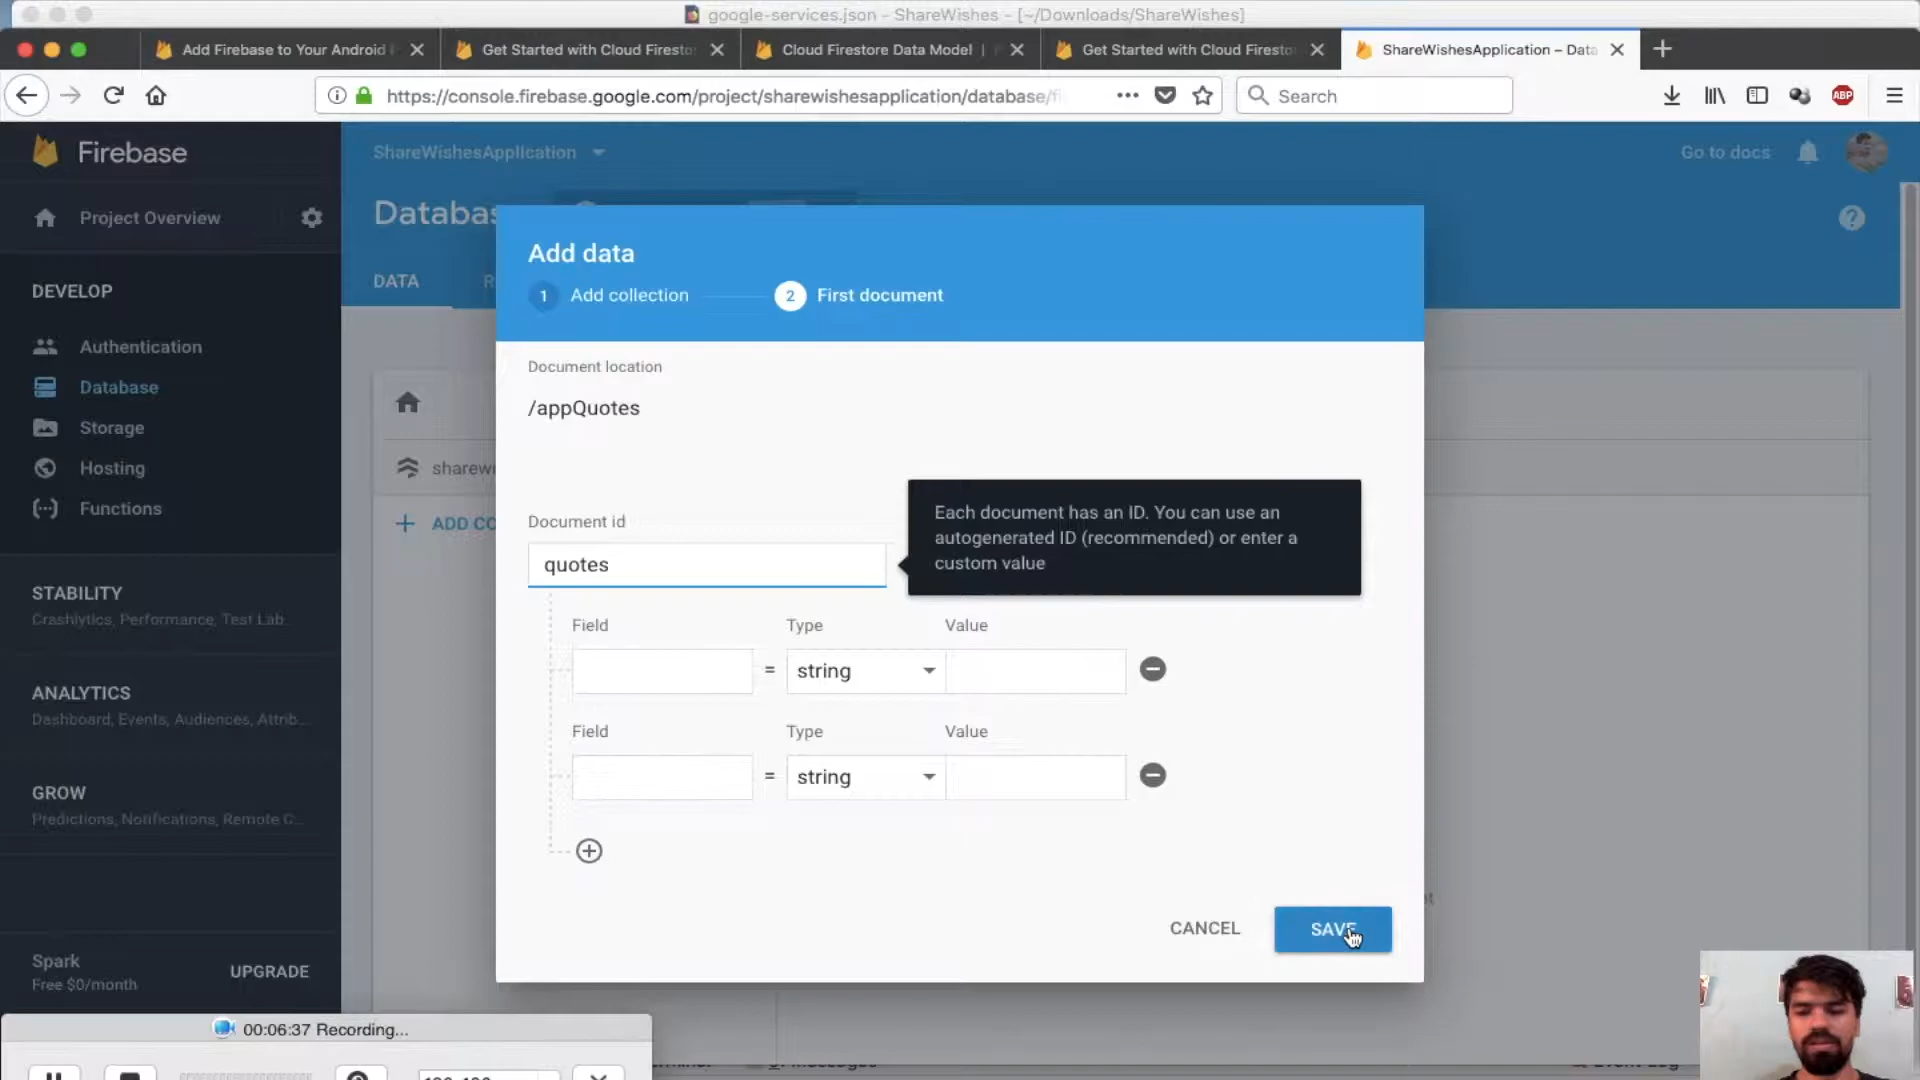 google-services.json - ShareWishes - [~/Downloads/ShareWishes]
Add Firebase to Your Android
Get Started with Cloud Firesto
Cloud Firestore Data Model |
Get Started with Cloud Firesto
ShareWishesApplication – Data
https://console.firebase.google.com/project/sharewishesapplication/database/fi
Search
ABP
Firebase
ShareWishesApplication
Go to docs
Project Overview
Databas
DATA
R
Add data
1 Add collection
2 First document
DEVELOP
Authentication
Database
Storage
Hosting
Functions
sharewi
ADD CO
Document location
/appQuotes
Document id
quotes
Each document has an ID. You can use an
autogenerated ID (recommended) or enter a
custom value
Field Type Value
= string
Field Type Value
= string
STABILITY
Crashlytics, Performance, Test Lab
ANALYTICS
Dashboard, Events, Audiences, Attrib...
GROW
Predictions, Notifications, Remote C...
CANCEL
SAVE
Spark
Free $0/month
UPGRADE
00:06:37 Recording...